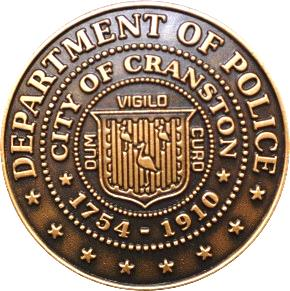 DEPARTMENT OF POLICE
CITY OF CRANSTON
DUM VIGILO CURO
1754 - 1910